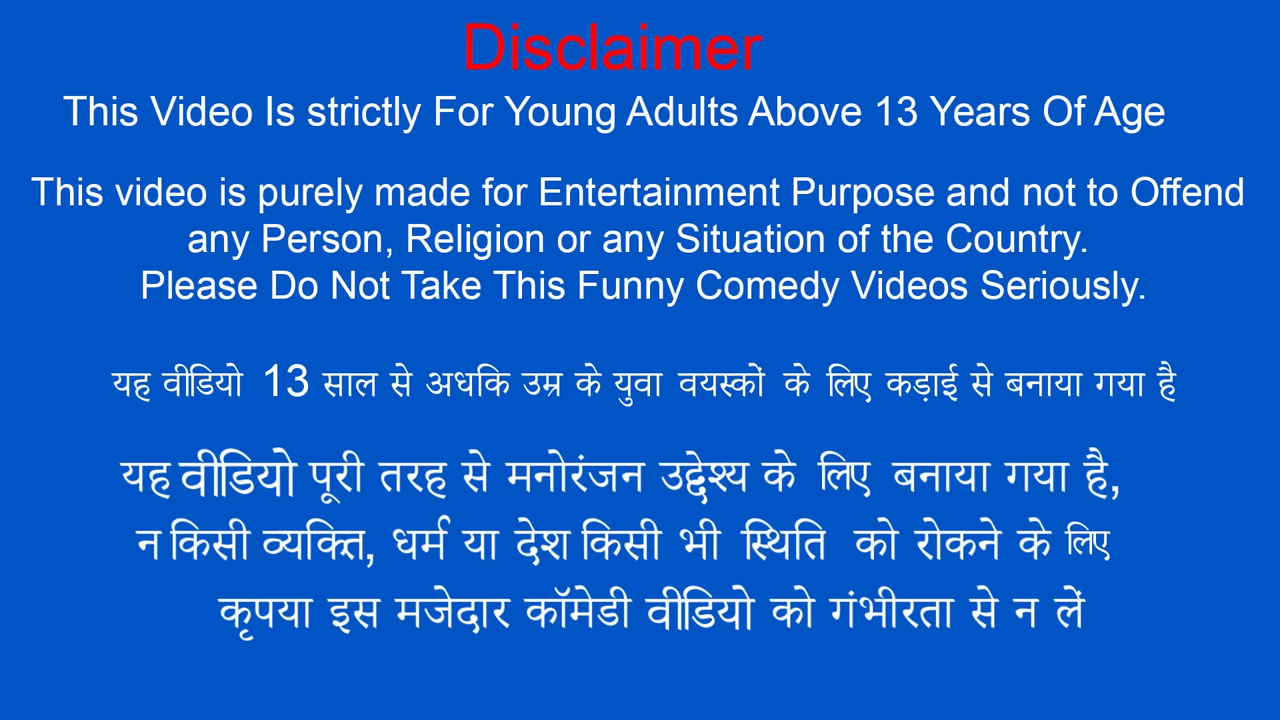 Disclaimer
This Video Is strictly For Young Adults Above 13 Years Of Age
This video is purely made for Entertainment Purpose and not to Offend
any Person, Religion or any Situation of the Country.
Please Do Not Take This Funny Comedy Videos Seriously.
यह वीडियो 13 साल से अधकि उम्र के युवा वयस्कों के लिए कड़ाई से बनाया गया है
यह वीडियो पूरी तरह से मनोरंजन उद्देश्य के लिए बनाया गया है,
न किसी व्यक्ति, धर्म या देश किसी भी स्थिति को रोकने के लिए
कृपया इस मजेदार कॉमेडी वीडियो को गंभीरता से न लें